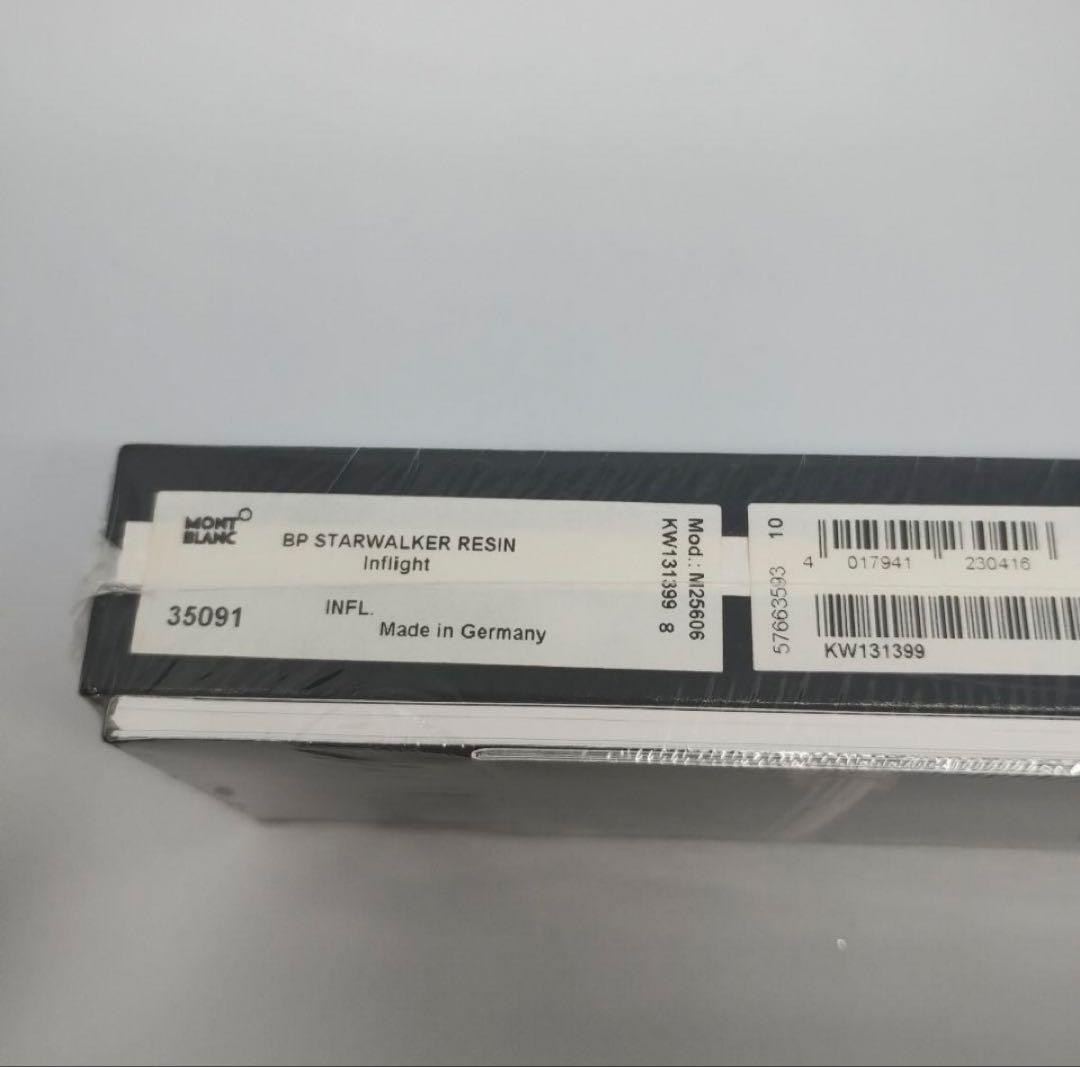 MONT
BLANC
BP STARWALKER RESIN
Inflight
35091
INFL.
Made in Germany
Mod.: M25606
KW131399 8
57663593 10
4 017941 230416
KW131399